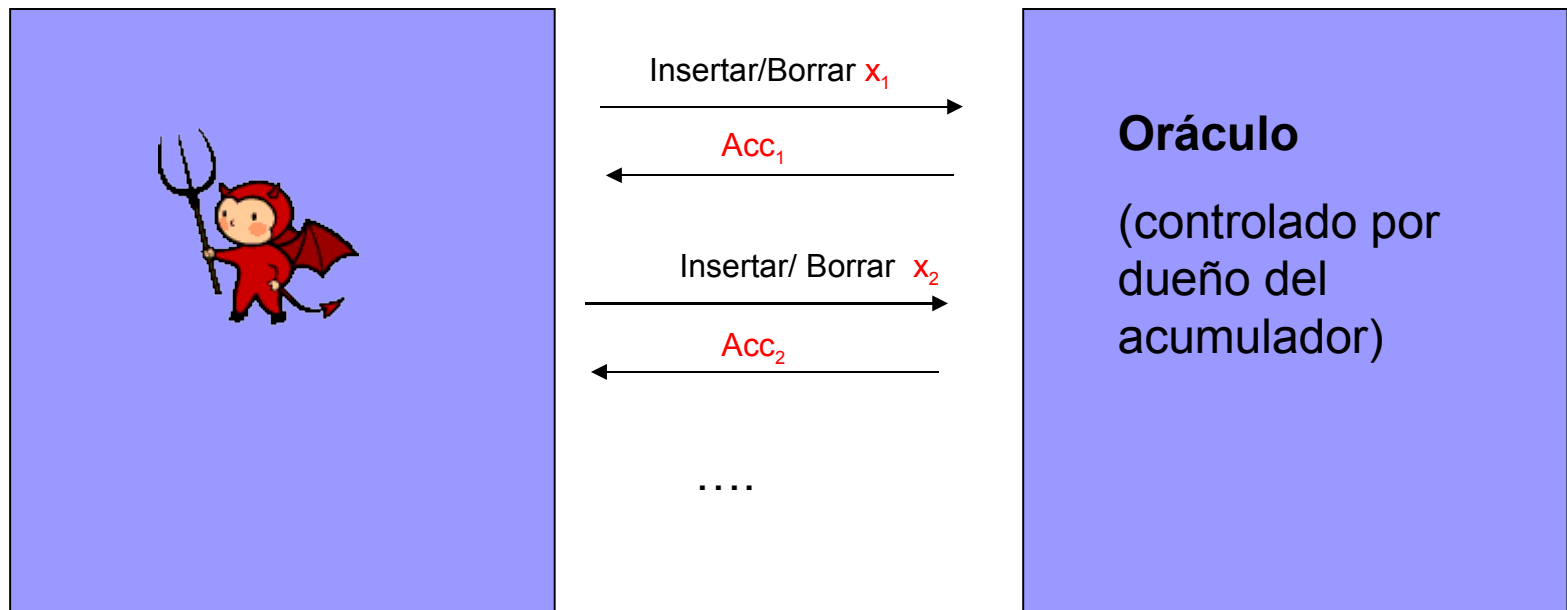 Insertar/Borrar x₁
Acc₁
Insertar/ Borrar x₂
Acc₂
....
Oráculo
(controlado por
dueño del
acumulador)